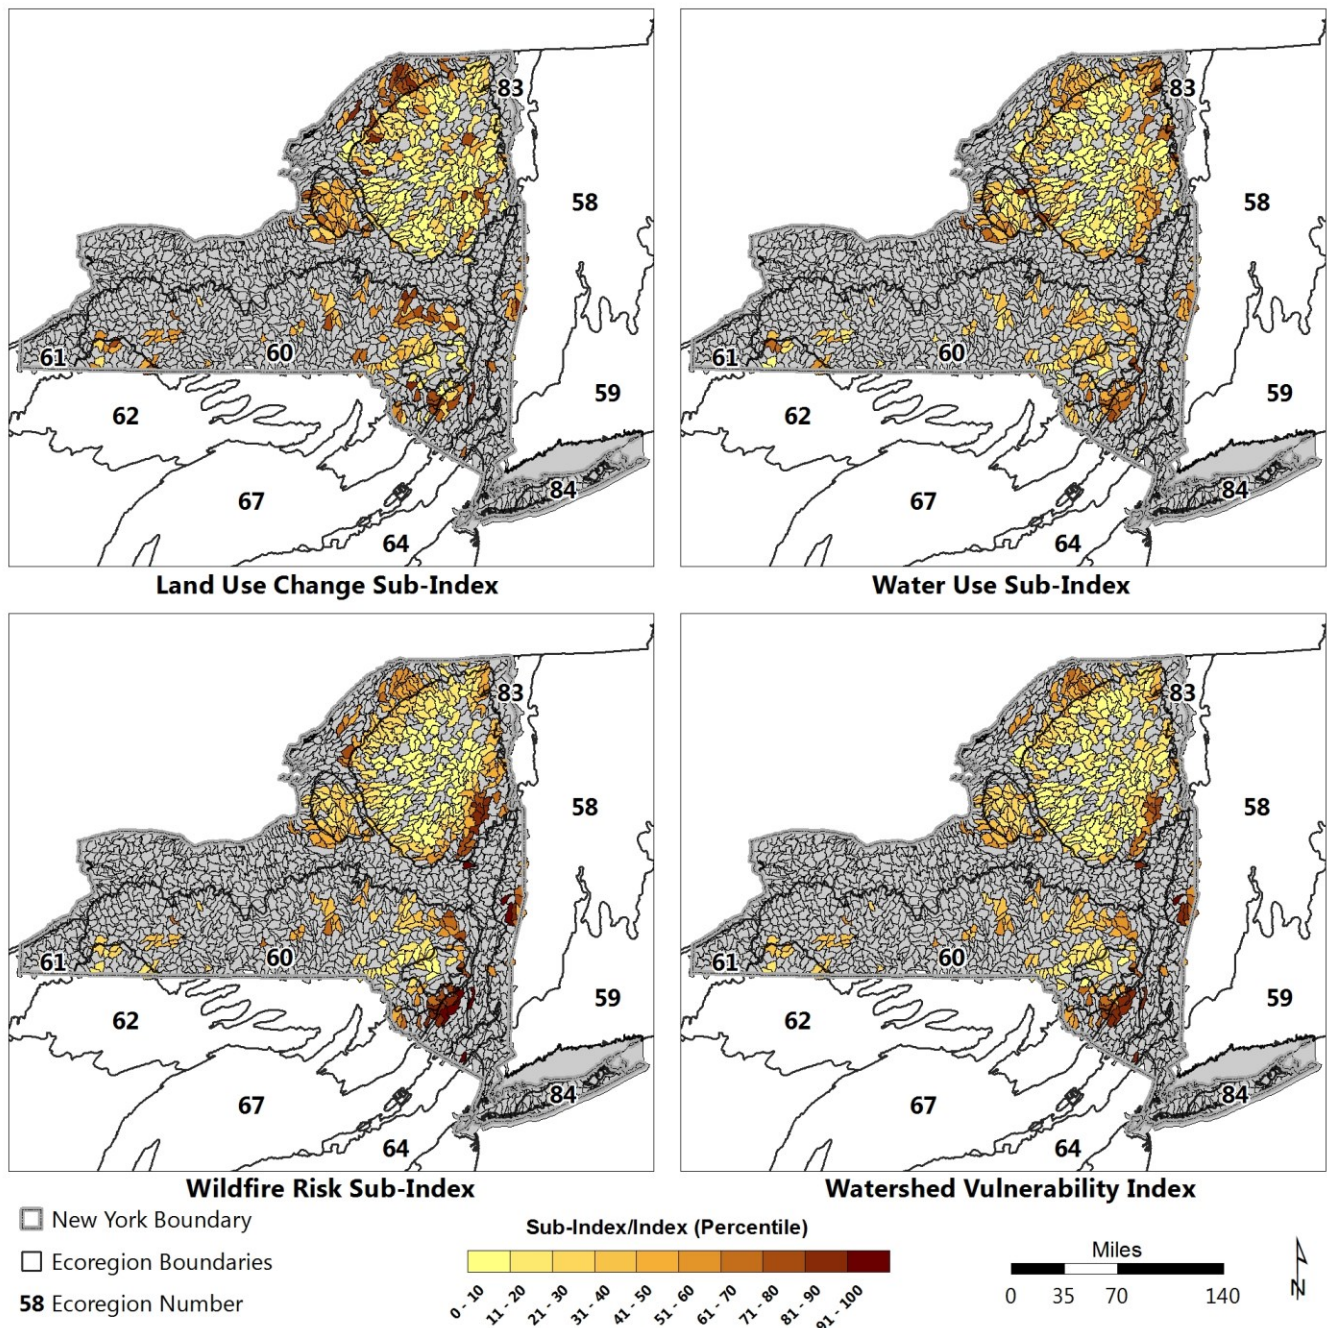 83
58
61
60
59
62
67
84
64
Land Use Change Sub-Index
83
58
61
60
59
62
67
84
64
Water Use Sub-Index
83
58
61
60
59
62
67
84
64
Wildfire Risk Sub-Index
83
58
61
60
59
62
67
84
64
Watershed Vulnerability Index
New York Boundary
Ecoregion Boundaries
58 Ecoregion Number
Sub-Index/Index (Percentile)
0 - 10
11 - 20
21 - 30
31 - 40
41 - 50
51 - 60
61 - 70
71 - 80
81 - 90
91 - 100
Miles
0 35 70 140
N